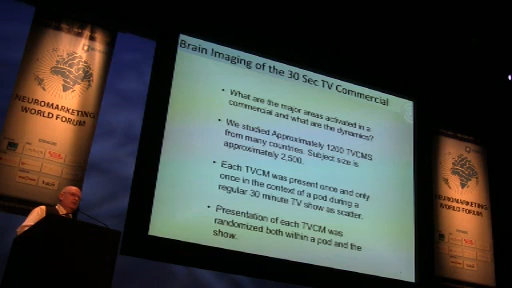 NEUROMARKETING
WORLD FORUM
Brain Imaging of the 30 Sec TV Commercial
• What are the major areas activated in a
commercial and what are the dynamics?
• We studied Approximately 1200 TVCMS
from many countries. Subject size is
approximately 2,500.
• Each TVCM was present once and only
once in the context of a pod during a
regular 30 minute TV show as scatter.
• Presentation of each TVCM was
randomized both within a pod and the
show.
NEUROMARKETING
WORLD FORUM